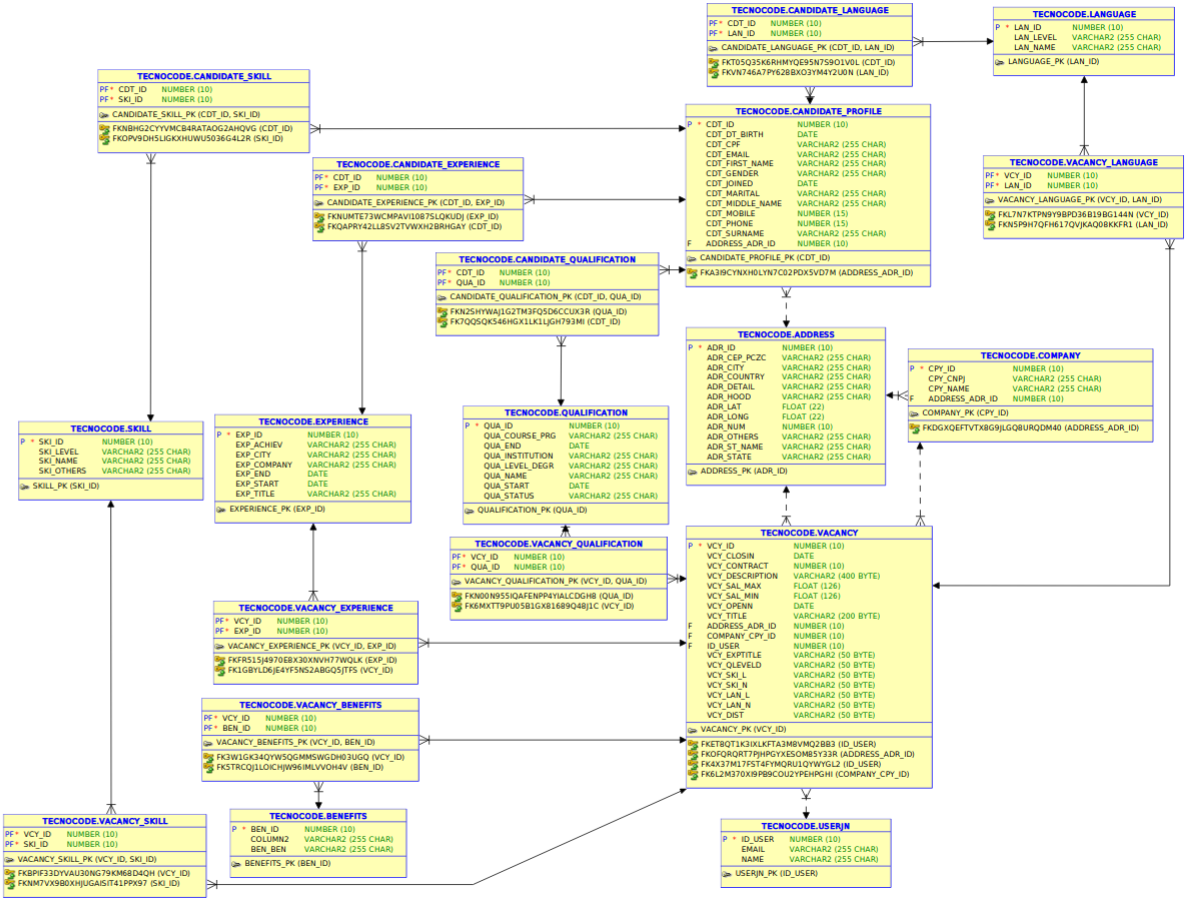 TECNOCODE.CANDIDATE_LANGUAGE
PF* CDT_ID NUMBER (10)
PF* LAN_ID NUMBER (10)
CANDIDATE_LANGUAGE_PK (CDT_ID, LAN_ID)
FKT05Q35K6RHMYQE95N7S9O1V0L (CDT_ID)
FKVN746A7PY62BBXO3YM4Y2U0N (LAN_ID)
TECNOCODE.LANGUAGE
P * LAN_ID NUMBER (10)
LAN_LEVEL VARCHAR2 (255 CHAR)
LAN_NAME VARCHAR2 (255 CHAR)
LANGUAGE_PK (LAN_ID)
TECNOCODE.CANDIDATE_SKILL
PF* CDT_ID NUMBER (10)
PF* SKI_ID NUMBER (10)
CANDIDATE_SKILL_PK (CDT_ID, SKI_ID)
FKNBHG2CYYVMCB4RATAOG2AHQVG (CDT_ID)
FKOPV9DH5LIGKXHUWU5036G4L2R (SKI_ID)
TECNOCODE.CANDIDATE_PROFILE
P * CDT_ID NUMBER (10)
CDT_DT_BIRTH DATE
CDT_CPF VARCHAR2 (255 CHAR)
CDT_EMAIL VARCHAR2 (255 CHAR)
CDT_FIRST_NAME VARCHAR2 (255 CHAR)
CDT_GENDER VARCHAR2 (255 CHAR)
CDT_JOINED DATE
CDT_MARITAL VARCHAR2 (255 CHAR)
CDT_MIDDLE_NAME VARCHAR2 (255 CHAR)
CDT_MOBILE NUMBER (15)
CDT_PHONE NUMBER (15)
CDT_SURNAME VARCHAR2 (255 CHAR)
F ADDRESS_ADR_ID NUMBER (10)
CANDIDATE_PROFILE_PK (CDT_ID)
FKA3I9CYNXH0LYN7C02PDX5VD7M (ADDRESS_ADR_ID)
TECNOCODE.VACANCY_LANGUAGE
PF* VCY_ID NUMBER (10)
PF* LAN_ID NUMBER (10)
VACANCY_LANGUAGE_PK (VCY_ID, LAN_ID)
FKL7N7KTPN9Y9BPD36B19BG144N (VCY_ID)
FKN5P9H7QFH617QVJKAQ0BKKFR1 (LAN_ID)
TECNOCODE.CANDIDATE_EXPERIENCE
PF* CDT_ID NUMBER (10)
PF* EXP_ID NUMBER (10)
CANDIDATE_EXPERIENCE_PK (CDT_ID, EXP_ID)
FKNUMTE73WCMPAVI10B7SLQKUDJ (EXP_ID)
FKQAPRY42LLBSV2TVWXH2BRHGAY (CDT_ID)
TECNOCODE.CANDIDATE_QUALIFICATION
PF* CDT_ID NUMBER (10)
PF* QUA_ID NUMBER (10)
CANDIDATE_QUALIFICATION_PK (CDT_ID, QUA_ID)
FKN2SHYWAJ1G2TM3FQ5D6CCUX3R (QUA_ID)
FK7QQSQK546HGX1LK1LJGH793MI (CDT_ID)
TECNOCODE.ADDRESS
P * ADR_ID NUMBER (10)
ADR_CEP_PCZC VARCHAR2 (255 CHAR)
ADR_CITY VARCHAR2 (255 CHAR)
ADR_COUNTRY VARCHAR2 (255 CHAR)
ADR_DETAIL VARCHAR2 (255 CHAR)
ADR_HOOD VARCHAR2 (255 CHAR)
ADR_LAT FLOAT (22)
ADR_LONG FLOAT (22)
ADR_NUM NUMBER (10)
ADR_OTHERS VARCHAR2 (255 CHAR)
ADR_ST_NAME VARCHAR2 (255 CHAR)
ADR_STATE VARCHAR2 (255 CHAR)
ADDRESS_PK (ADR_ID)
TECNOCODE.COMPANY
P * CPY_ID NUMBER (10)
CPY_CNPJ VARCHAR2 (255 CHAR)
CPY_NAME VARCHAR2 (255 CHAR)
F ADDRESS_ADR_ID NUMBER (10)
COMPANY_PK (CPY_ID)
FKDGXQEFTVTXBG9JLGQBURQDM40 (ADDRESS_ADR_ID)
TECNOCODE.SKILL
P * SKI_ID NUMBER (10)
SKI_LEVEL VARCHAR2 (255 CHAR)
SKI_NAME VARCHAR2 (255 CHAR)
SKI_OTHERS VARCHAR2 (255 CHAR)
SKILL_PK (SKI_ID)
TECNOCODE.EXPERIENCE
P * EXP_ID NUMBER (10)
EXP_ACHIEV VARCHAR2 (255 CHAR)
EXP_CITY VARCHAR2 (255 CHAR)
EXP_COMPANY VARCHAR2 (255 CHAR)
EXP_END DATE
EXP_START DATE
EXP_TITLE VARCHAR2 (255 CHAR)
EXPERIENCE_PK (EXP_ID)
TECNOCODE.QUALIFICATION
P * QUA_ID NUMBER (10)
QUA_COURSE_PRG VARCHAR2 (255 CHAR)
QUA_END DATE
QUA_INSTITUTION VARCHAR2 (255 CHAR)
QUA_LEVEL_DEGR VARCHAR2 (255 CHAR)
QUA_NAME VARCHAR2 (255 CHAR)
QUA_START DATE
QUA_STATUS VARCHAR2 (255 CHAR)
QUALIFICATION_PK (QUA_ID)
TECNOCODE.VACANCY_QUALIFICATION
PF* VCY_ID NUMBER (10)
PF* QUA_ID NUMBER (10)
VACANCY_QUALIFICATION_PK (VCY_ID, QUA_ID)
FKN00N955IQAFENPP4YIALCDGHB (QUA_ID)
FK6MXTT9PU05B1GX81689Q48J1C (VCY_ID)
TECNOCODE.VACANCY
P * VCY_ID NUMBER (10)
VCY_CLOSIN DATE
VCY_CONTRACT NUMBER (10)
VCY_DESCRIPTION VARCHAR2 (400 BYTE)
VCY_SAL_MAX FLOAT (126)
VCY_SAL_MIN FLOAT (126)
VCY_OPENN DATE
VCY_TITLE VARCHAR2 (200 BYTE)
F ADDRESS_ADR_ID NUMBER (10)
F COMPANY_CPY_ID NUMBER (10)
F ID_USER NUMBER (10)
VCY_EXPTITLE VARCHAR2 (50 BYTE)
VCY_QLEVELD VARCHAR2 (50 BYTE)
VCY_SKI_L VARCHAR2 (50 BYTE)
VCY_SKI_N VARCHAR2 (50 BYTE)
VCY_LAN_L VARCHAR2 (50 BYTE)
VCY_LAN_N VARCHAR2 (50 BYTE)
VCY_DIST VARCHAR2 (50 BYTE)
VACANCY_PK (VCY_ID)
FKET8QT1K3IXLKFTA3M8VMQ2BB3 (ID_USER)
FKOFQRQRT7PJHPGYXESOM85Y33R (ADDRESS_ADR_ID)
FK4X37M17FST4FYMQRU1QYWYGL2 (ID_USER)
FK6L2M370XI9PB9COU2YPEHPGHI (COMPANY_CPY_ID)
TECNOCODE.VACANCY_EXPERIENCE
PF* VCY_ID NUMBER (10)
PF* EXP_ID NUMBER (10)
VACANCY_EXPERIENCE_PK (VCY_ID, EXP_ID)
FKFR515J4970EBX30XNVH77WQLK (EXP_ID)
FK1GBYLD6JE4YF5NS2ABGQ5JTFS (VCY_ID)
TECNOCODE.VACANCY_BENEFITS
PF* VCY_ID NUMBER (10)
PF* BEN_ID NUMBER (10)
VACANCY_BENEFITS_PK (VCY_ID, BEN_ID)
FK3W1GK34QYW5QGMMSWGDH03UGQ (VCY_ID)
FK5TRCQJ1LOICHJW96IMLVVOH4V (BEN_ID)
TECNOCODE.BENEFITS
P * BEN_ID NUMBER (10)
COLUMN2 VARCHAR2 (255 CHAR)
BEN_BEN VARCHAR2 (255 CHAR)
BENEFITS_PK (BEN_ID)
TECNOCODE.VACANCY_SKILL
PF* VCY_ID NUMBER (10)
PF* SKI_ID NUMBER (10)
VACANCY_SKILL_PK (VCY_ID, SKI_ID)
FKBPIF33DYVAU30NG79KM68D4QH (VCY_ID)
FKNM7VX9B0XHJUGAISIT41PPX97 (SKI_ID)
TECNOCODE.USERJN
P * ID_USER NUMBER (10)
EMAIL VARCHAR2 (255 CHAR)
NAME VARCHAR2 (255 CHAR)
USERJN_PK (ID_USER)